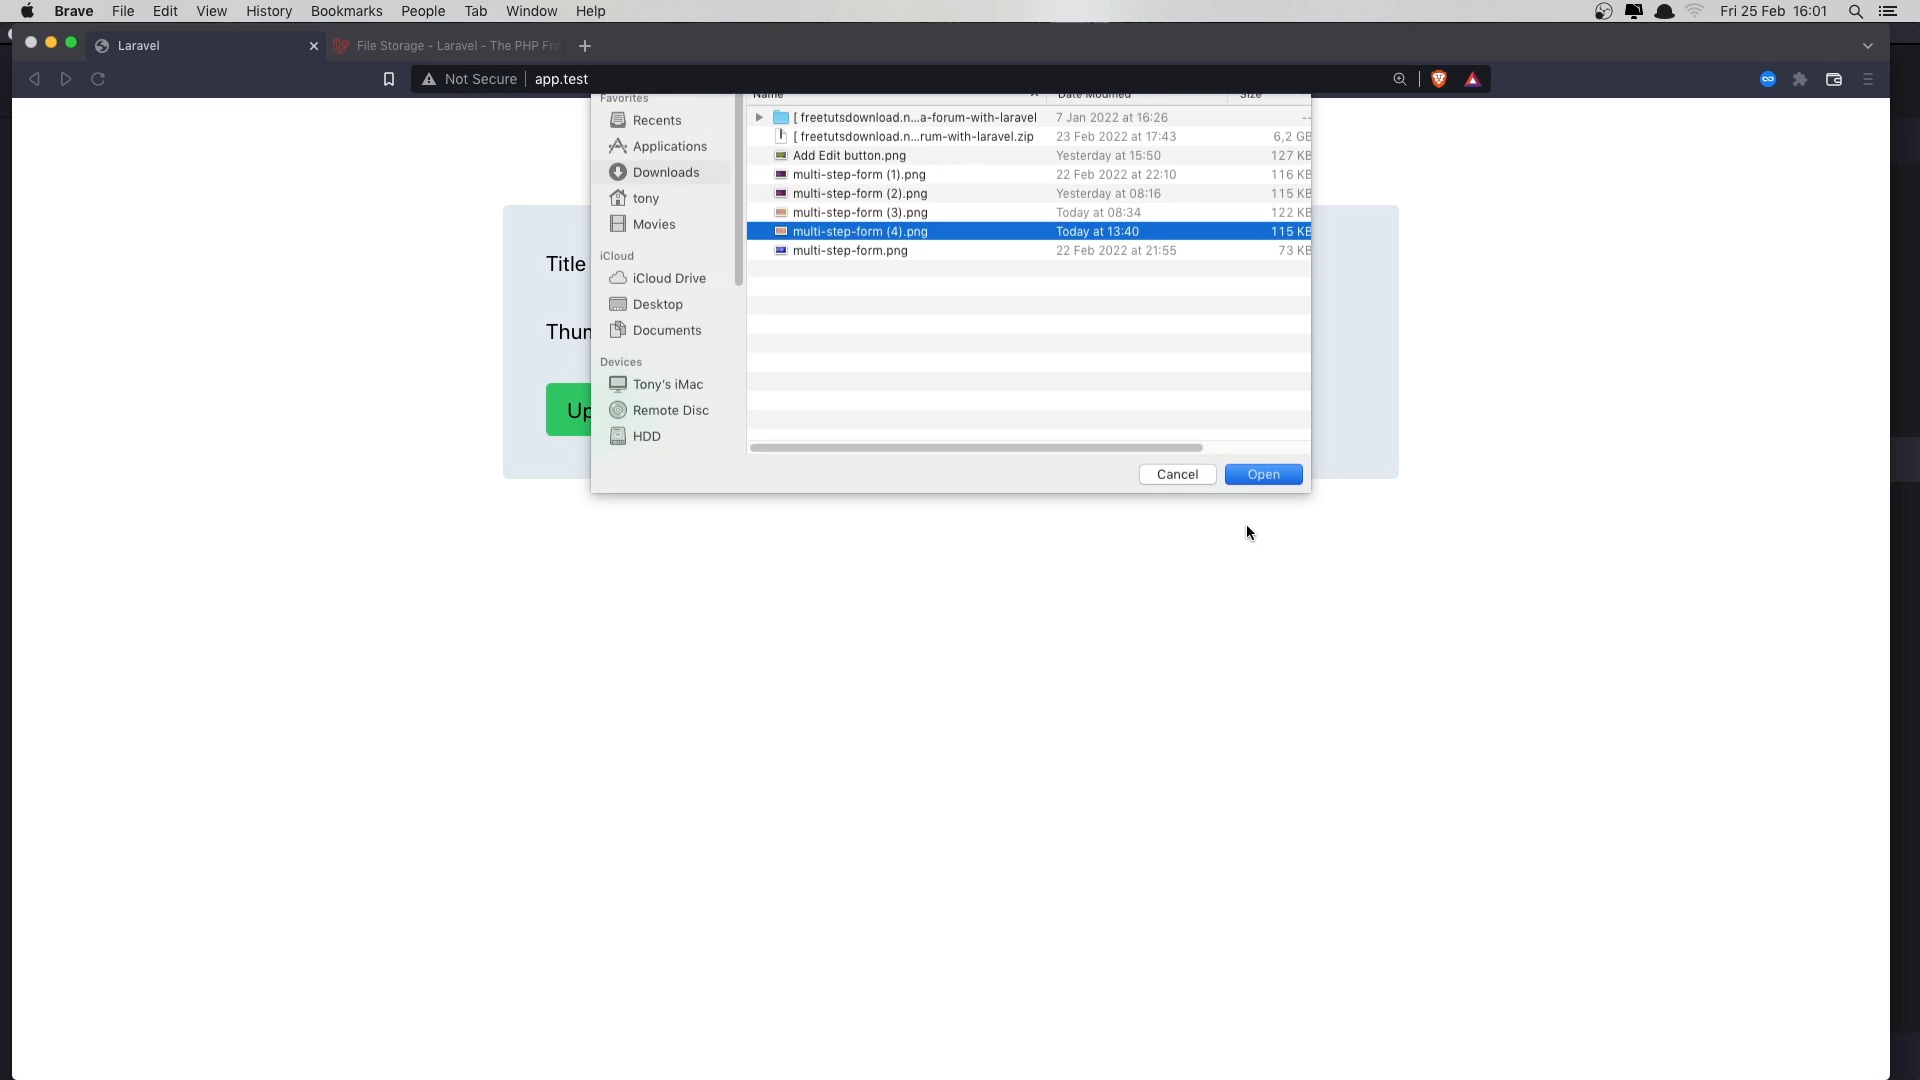 Brave File Edit View History Bookmarks People Tab Window Help Fri 25 Feb 16:01
Laravel File Storage - Laravel - The PHP Fra
Not Secure app.test
Favorites
Recents
Applications
Downloads
tony
Movies
iCloud
iCloud Drive
Desktop
Documents
Devices
Tony's iMac
Remote Disc
HDD
Name Date Modified Size
[ freetutsdownload.n...a-forum-with-laravel 7 Jan 2022 at 16:26 --
[ freetutsdownload.n...rum-with-laravel.zip 23 Feb 2022 at 17:43 6,2 GB
Add Edit button.png Yesterday at 15:50 127 KB
multi-step-form (1).png 22 Feb 2022 at 22:10 116 KB
multi-step-form (2).png Yesterday at 08:16 115 KB
multi-step-form (3).png Today at 08:34 122 KB
multi-step-form (4).png Today at 13:40 115 KB
multi-step-form.png 22 Feb 2022 at 21:55 73 KB
Cancel Open
Title
Thum
Up